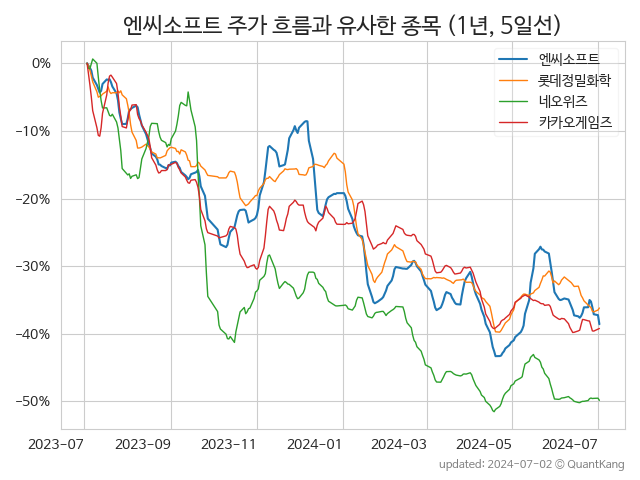 엔씨소프트 주가 흐름과 유사한 종목 (1년, 5일선)
엔씨소프트
롯데정밀화학
네오위즈
카카오게임즈
0%
−10%
−20%
−30%
−40%
−50%
2023-07 2023-09 2023-11 2024-01 2024-03 2024-05 2024-07
updated: 2024-07-02 © QuantKang